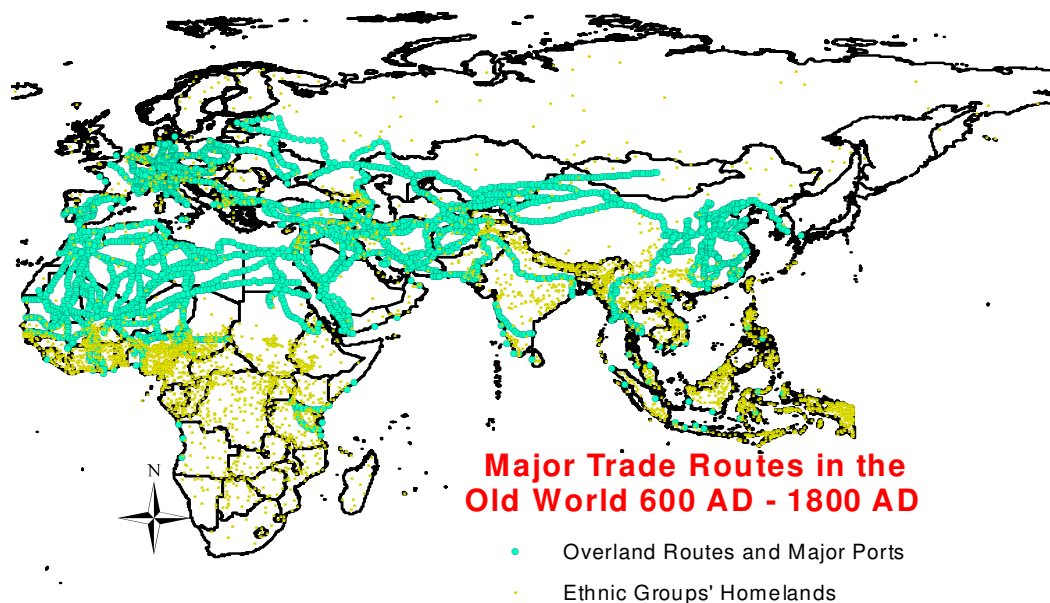 N
Major Trade Routes in the
Old World 600 AD - 1800 AD
Overland Routes and Major Ports
Ethnic Groups' Homelands